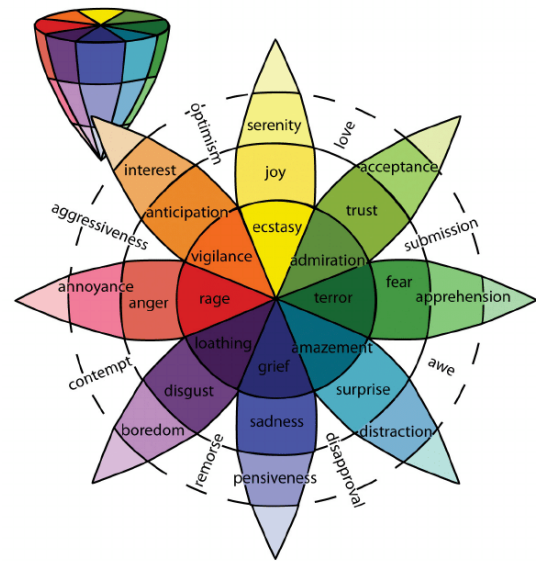 optimism
serenity
love
interest
joy
acceptance
aggressiveness
anticipation
ecstasy
trust
submission
vigilance
admiration
annoyance
anger
rage
terror
fear
apprehension
loathing
amazement
contempt
disgust
grief
surprise
awe
boredom
sadness
distraction
remorse
pensiveness
disapproval